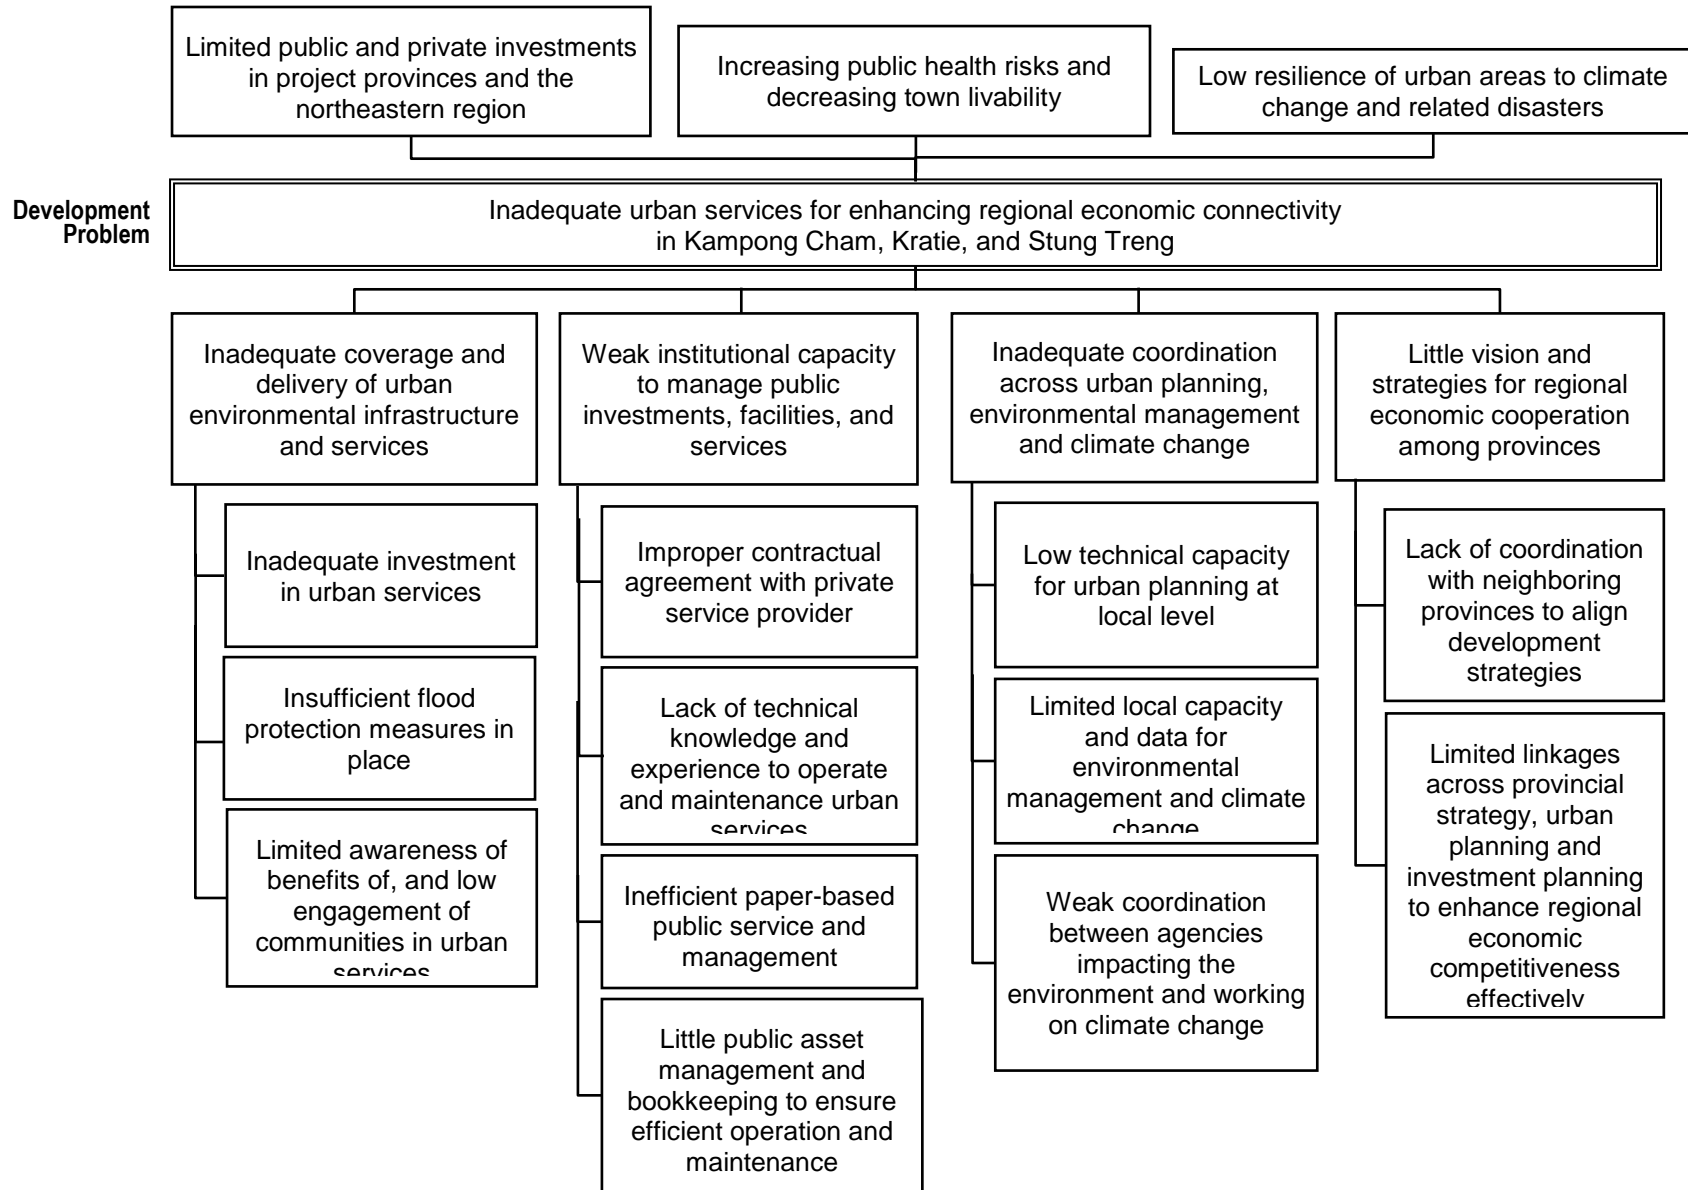 Limited public and private investments
in project provinces and the
northeastern region
Increasing public health risks and
decreasing town livability
Low resilience of urban areas to climate
change and related disasters
Development
Problem
Inadequate urban services for enhancing regional economic connectivity
in Kampong Cham, Kratie, and Stung Treng
Inadequate coverage and
delivery of urban
environmental infrastructure
and services
Weak institutional capacity
to manage public
investments, facilities, and
services
Inadequate coordination
across urban planning,
environmental management
and climate change
Little vision and
strategies for regional
economic cooperation
among provinces
Inadequate investment
in urban services
Insufficient flood
protection measures in
place
Limited awareness of
benefits of, and low
engagement of
communities in urban
services
Improper contractual
agreement with private
service provider
Lack of technical
knowledge and
experience to operate
and maintenance urban
services
Inefficient paper-based
public service and
management
Little public asset
management and
bookkeeping to ensure
efficient operation and
maintenance
Low technical capacity
for urban planning at
local level
Limited local capacity
and data for
environmental
management and climate
change
Weak coordination
between agencies
impacting the
environment and working
on climate change
Lack of coordination
with neighboring
provinces to align
development
strategies
Limited linkages
across provincial
strategy, urban
planning and
investment planning
to enhance regional
economic
competitiveness
effectively